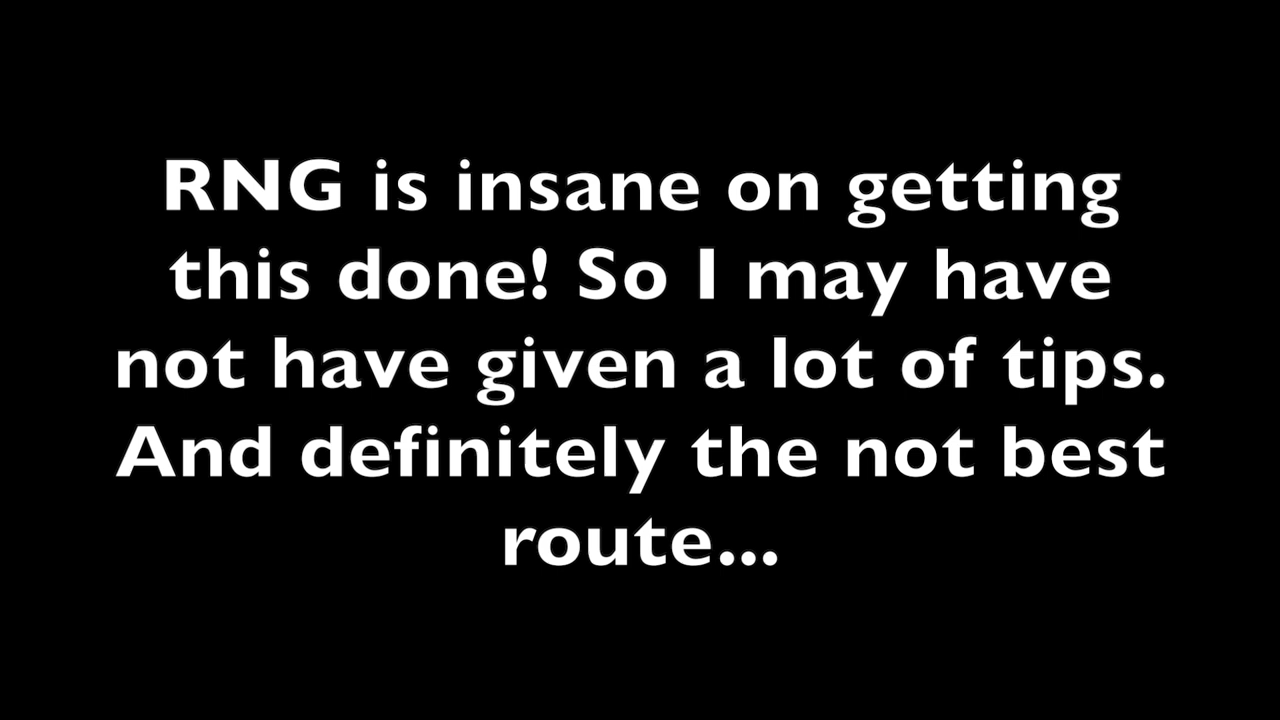 RNG is insane on getting
this done! So I may have
not have given a lot of tips.
And definitely the not best
route...